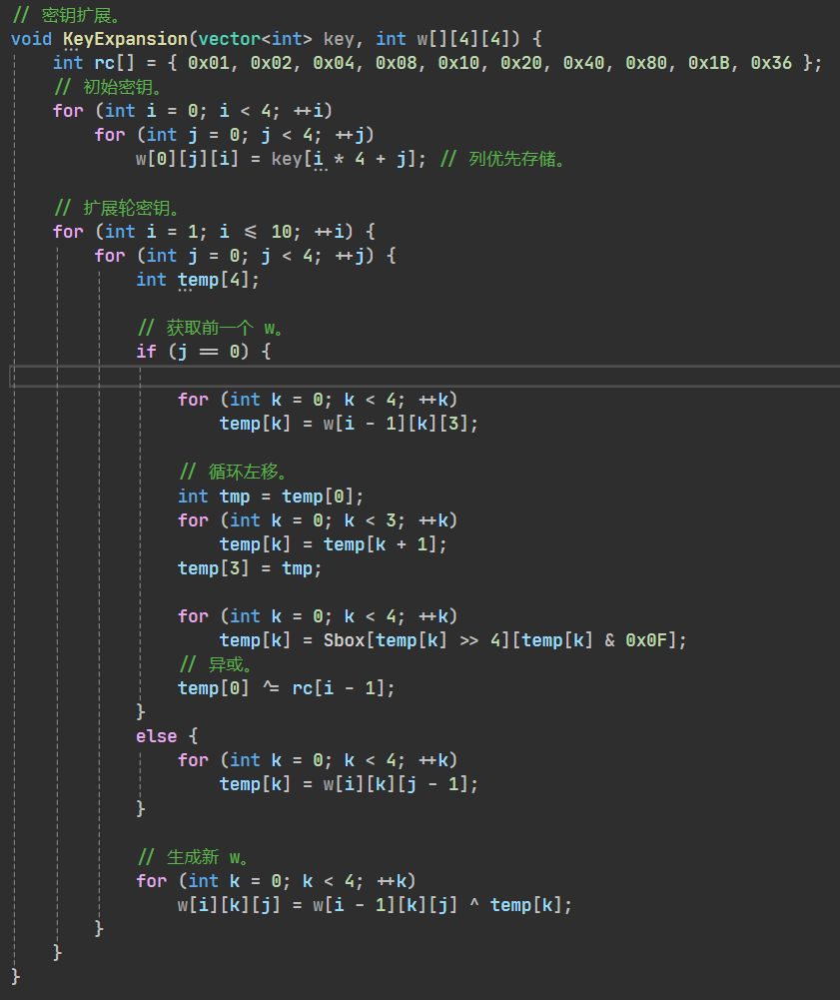 // 密钥扩展。
void KeyExpansion(vector<int> key, int w[][4][4]) {
    int rc[] = { 0x01, 0x02, 0x04, 0x08, 0x10, 0x20, 0x40, 0x80, 0x1B, 0x36 };
    // 初始密钥。
    for (int i = 0; i < 4; ++i)
        for (int j = 0; j < 4; ++j)
            w[0][j][i] = key[i * 4 + j]; // 列优先存储。
    // 扩展轮密钥。
    for (int i = 1; i <= 10; ++i) {
        for (int j = 0; j < 4; ++j) {
            int temp[4];
            // 获取前一个 w。
            if (j == 0) {
                for (int k = 0; k < 4; ++k)
                    temp[k] = w[i - 1][k][3];
                // 循环左移。
                int tmp = temp[0];
                for (int k = 0; k < 3; ++k)
                    temp[k] = temp[k + 1];
                temp[3] = tmp;
                for (int k = 0; k < 4; ++k)
                    temp[k] = Sbox[temp[k] >> 4][temp[k] & 0x0F];
                // 异或。
                temp[0] ^= rc[i - 1];
            }
            else {
                for (int k = 0; k < 4; ++k)
                    temp[k] = w[i][k][j - 1];
            }
            // 生成新 w。
            for (int k = 0; k < 4; ++k)
                w[i][k][j] = w[i - 1][k][j] ^ temp[k];
        }
    }
}